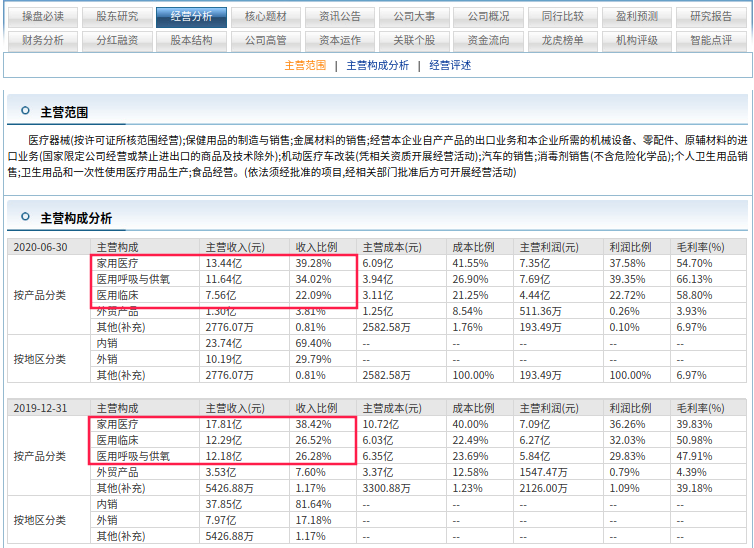 操盘必读 股东研究 经营分析 核心题材 资讯公告 公司大事 公司概况 同行比较 盈利预测 研究报告
财务分析 分红融资 股本结构 公司高管 资本运作 关联个股 资金流向 龙虎榜单 机构评级 智能点评
主营范围 | 主营构成分析 | 经营评述
主营范围
医疗器械(按许可证所核范围经营);保健用品的制造与销售;金属材料的销售;经营本企业自产产品的出口业务和本企业所需的机械设备、零配件、原辅材料的进
口业务(国家限定公司经营或禁止进出口的商品及技术除外);机动医疗车改装(凭相关资质开展经营活动);汽车的销售;消毒剂销售(不含危险化学品);个人卫生用品销
售;卫生用品和一次性使用医疗用品生产;食品经营。(依法须经批准的项目,经相关部门批准后方可开展经营活动)
主营构成分析
2020-06-30 主营构成 主营收入(元) 收入比例 主营成本(元) 成本比例 主营利润(元) 利润比例 毛利率(%)
按产品分类 家用医疗 13.44亿 39.28% 6.09亿 41.55% 7.35亿 37.58% 54.70%
医用呼吸与供氧 11.64亿 34.02% 3.94亿 26.90% 7.69亿 39.35% 66.13%
医用临床 7.56亿 22.09% 3.11亿 21.25% 4.44亿 22.72% 58.80%
外贸产品 1.30亿 3.81% 1.25亿 8.54% 511.36万 0.26% 3.93%
其他(补充) 2776.07万 0.81% 2582.58万 1.76% 193.49万 0.10% 6.97%
按地区分类 内销 23.74亿 69.40% -- -- -- -- --
外销 10.19亿 29.79% -- -- -- -- --
其他(补充) 2776.07万 0.81% 2582.58万 100.00% 193.49万 100.00% 6.97%
2019-12-31 主营构成 主营收入(元) 收入比例 主营成本(元) 成本比例 主营利润(元) 利润比例 毛利率(%)
按产品分类 家用医疗 17.81亿 38.42% 10.72亿 40.00% 7.09亿 36.26% 39.83%
医用临床 12.29亿 26.52% 6.03亿 22.49% 6.27亿 32.03% 50.98%
医用呼吸与供氧 12.18亿 26.28% 6.35亿 23.69% 5.84亿 29.83% 47.91%
外贸产品 3.53亿 7.60% 3.37亿 12.58% 1547.47万 0.79% 4.39%
其他(补充) 5426.88万 1.17% 3300.88万 1.23% 2126.00万 1.09% 39.18%
按地区分类 内销 37.85亿 81.64% -- -- -- -- --
外销 7.97亿 17.18% -- -- -- -- --
其他(补充) 5426.88万 1.17% -- -- -- -- --